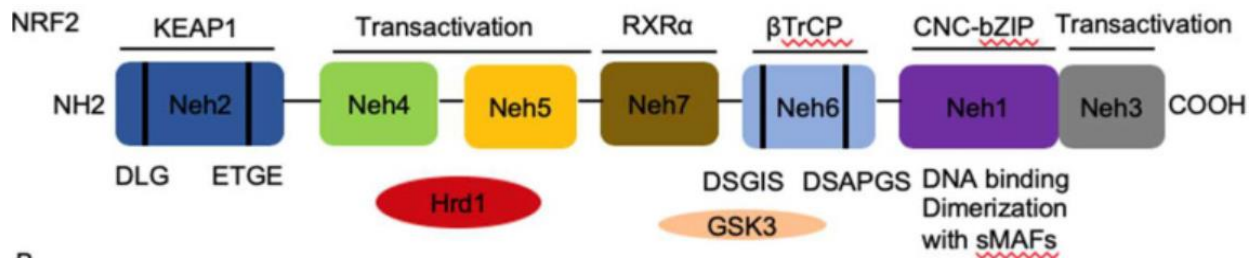 NRF2 KEAP1 Transactivation RXRα βTrCP CNC-bZIP Transactivation
NH2 Neh2 Neh4 Neh5 Neh7 Neh6 Neh1 Neh3 COOH
DLG ETGE DSGIS DSAPGS DNA binding
Hrd1 GSK3 Dimerization
with sMAFs